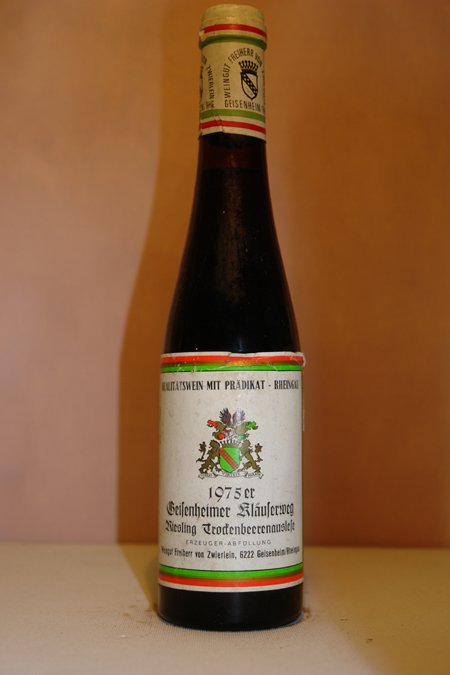 WEINGUT FREIHERR VON
GEISENHEIM
QUALITÄTSWEIN MIT PRÄDIKAT - RHEINGAU
1975er
Geisenheimer Kläuserweg
Riesling Trockenbeerenauslese
ERZEUGER-ABFÜLLUNG
Weingut Freiherr von Zwierlein, 6222 Geisenheim/Rheingau